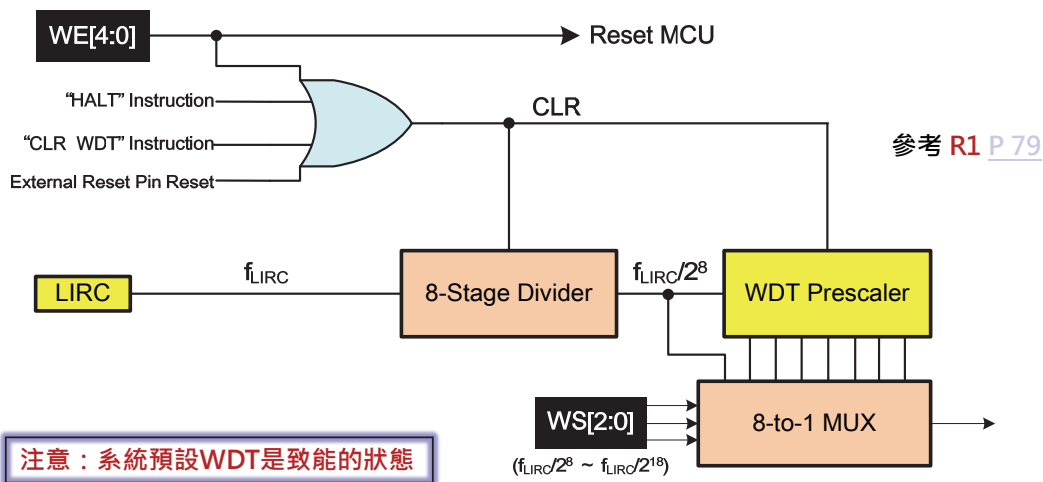 WE[4:0]
Reset MCU
“HALT” Instruction
“CLR WDT” Instruction
External Reset Pin Reset
CLR
參考 R1 P 79
LIRC
fLIRC
8-Stage Divider
fLIRC/2⁸
WDT Prescaler
WS[2:0]
(fLIRC/2⁸ ~ fLIRC/2¹⁸)
8-to-1 MUX
注意：系統預設WDT是致能的狀態